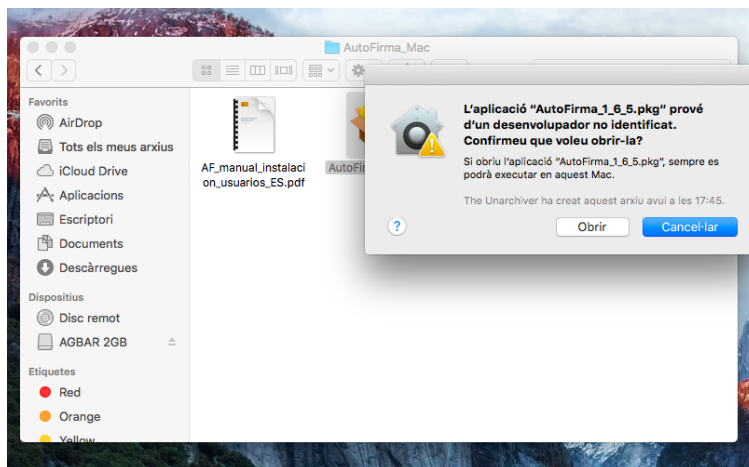 AutoFirma_Mac
Favorits
AirDrop
Tots els meus arxius
iCloud Drive
Aplicacions
Escriptori
Documents
Descàrregues
Dispositius
Disc remot
AGBAR 2GB
Etiquetes
Red
Orange
Yellow
AF_manual_instalaci
on_usuarios_ES.pdf
L'aplicació “AutoFirma_1_6_5.pkg” prové
d'un desenvolupador no identificat.
Confirmeu que voleu obrir-la?
Si obriu l'aplicació “AutoFirma_1_6_5.pkg”, sempre es
podrà executar en aquest Mac.
The Unarchiver ha creat aquest arxiu avui a les 17:45.
?
Obrir
Cancel·lar